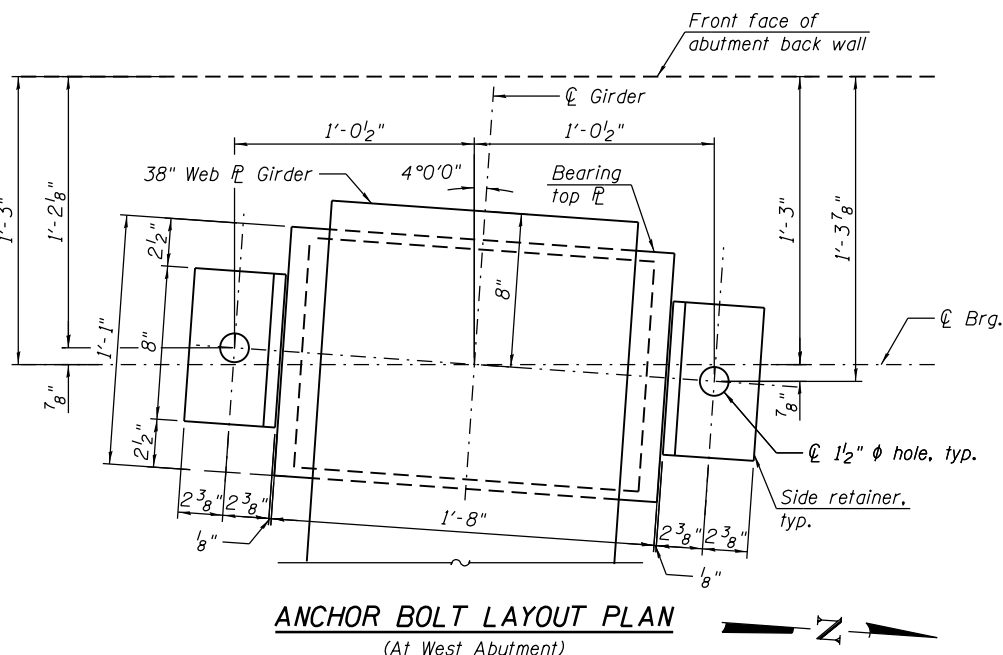 Front face of
abutment back wall
℄ Girder
1'-0½"
1'-0½"
38" Web ℙ Girder
4°0'0"
Bearing
top ℙ
1'-3"
1'-2⅛"
2½"
1'-1"
8"
8"
1'-3"
1'-3⅞"
℄ Brg.
⅞"
⅞"
2½"
℄ 1½" ϕ hole, typ.
2⅜"
2⅜"
1'-8"
Side retainer,
typ.
2⅜"
2⅜"
⅛"
⅛"
ANCHOR BOLT LAYOUT PLAN
(At West Abutment)
N